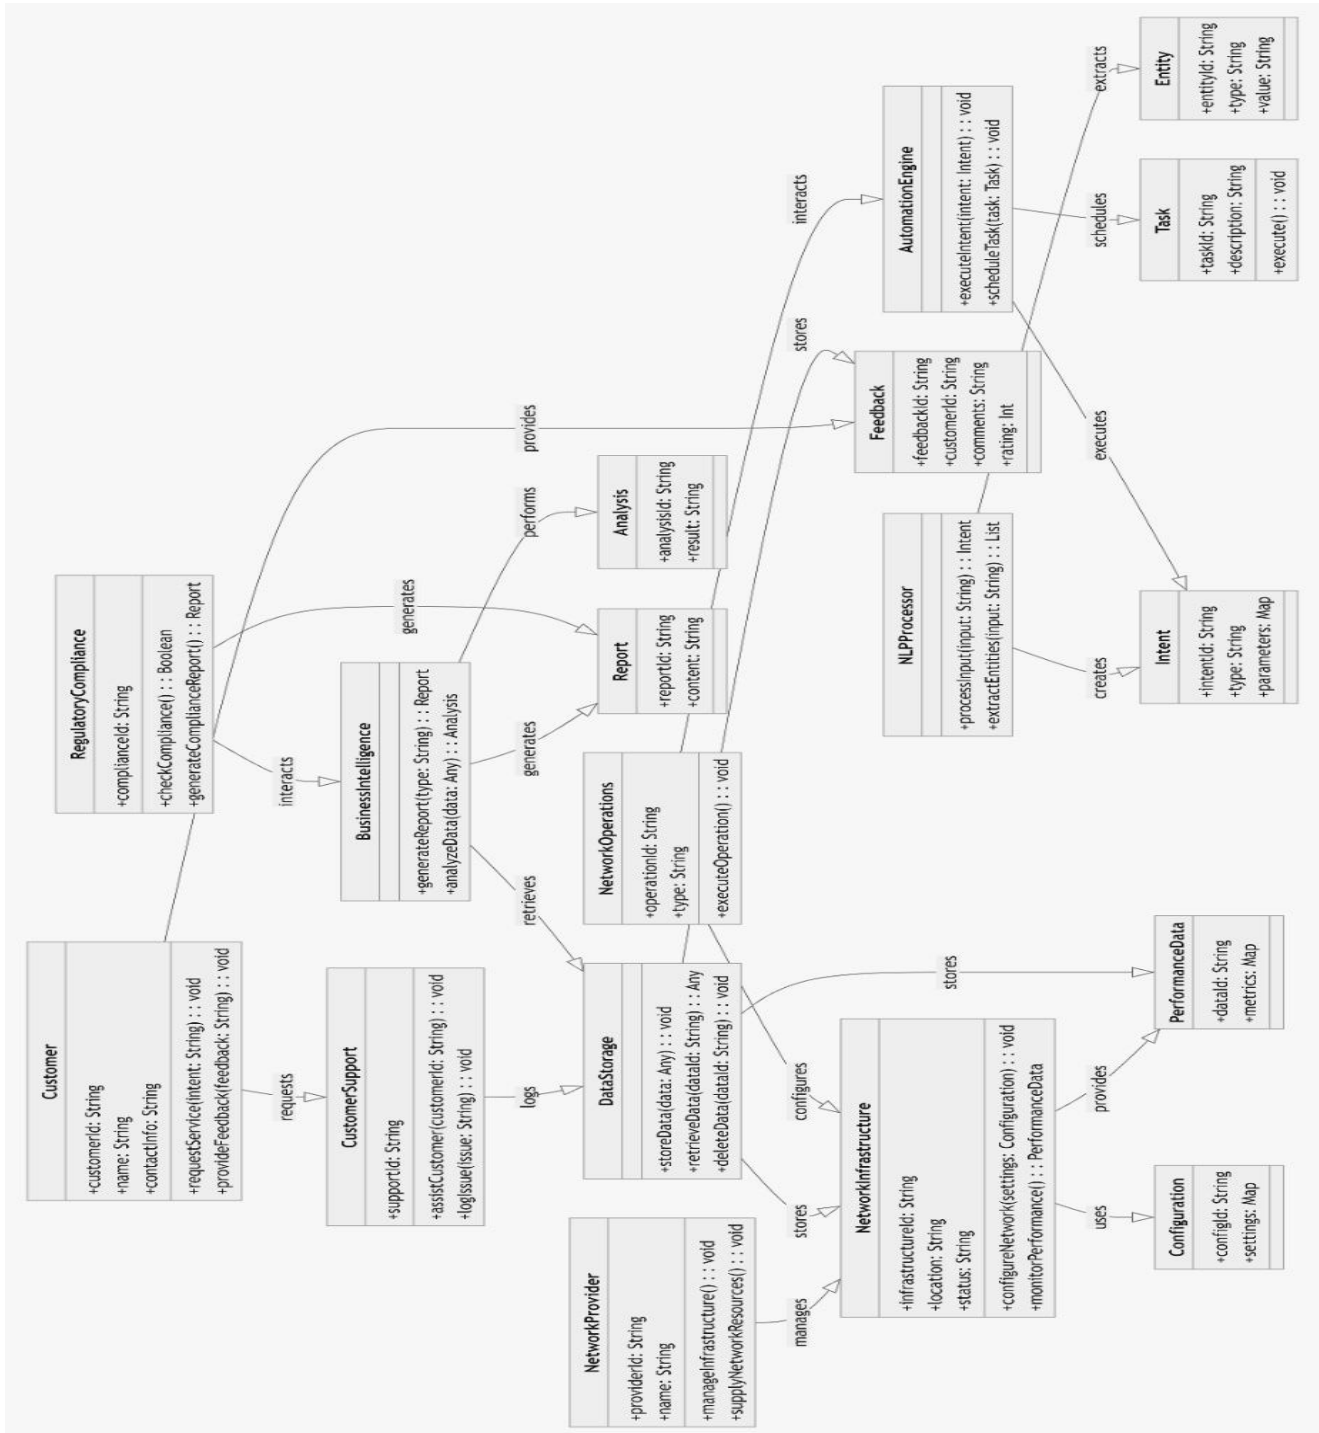 Customer
+customerId: String
+name: String
+contactInfo: String
+requestService(intent: String) : : void
+provideFeedback(feedback: String) : : void
RegulatoryCompliance
+complianceId: String
+checkCompliance() : : Boolean
+generateComplianceReport() : : Report
requests
interacts
generates
provides
CustomerSupport
+supportId: String
+assistCustomer(customerId: String) : : void
+logIssue(issue: String) : : void
BusinessIntelligence
+generateReport(type: String) : : Report
+analyzeData(data: Any) : : Analysis
logs
retrieves
generates
performs
NetworkProvider
+providerId: String
+name: String
+manageInfrastructure() : : void
+supplyNetworkResources() : : void
DataStorage
+storeData(data: Any) : : void
+retrieveData(dataId: String) : : Any
+deleteData(dataId: String) : : void
NetworkOperations
+operationId: String
+type: String
+executeOperation() : : void
Report
+reportId: String
+content: String
Analysis
+analysisId: String
+result: String
manages
stores
configures
stores
stores
interacts
NetworkInfrastructure
+infrastructureId: String
+location: String
+status: String
+configureNetwork(settings: Configuration) : : void
+monitorPerformance() : : PerformanceData
NLPProcessor
+processInput(input: String) : : Intent
+extractEntities(input: String) : : List
Feedback
+feedbackId: String
+customerId: String
+comments: String
+rating: Int
AutomationEngine
+executeIntent(intent: Intent) : : void
+scheduleTask(task: Task) : : void
uses
provides
creates
executes
schedules
extracts
Configuration
+configId: String
+settings: Map
PerformanceData
+dataId: String
+metrics: Map
Intent
+intentId: String
+type: String
+parameters: Map
Task
+taskId: String
+description: String
+execute() : : void
Entity
+entityId: String
+type: String
+value: String